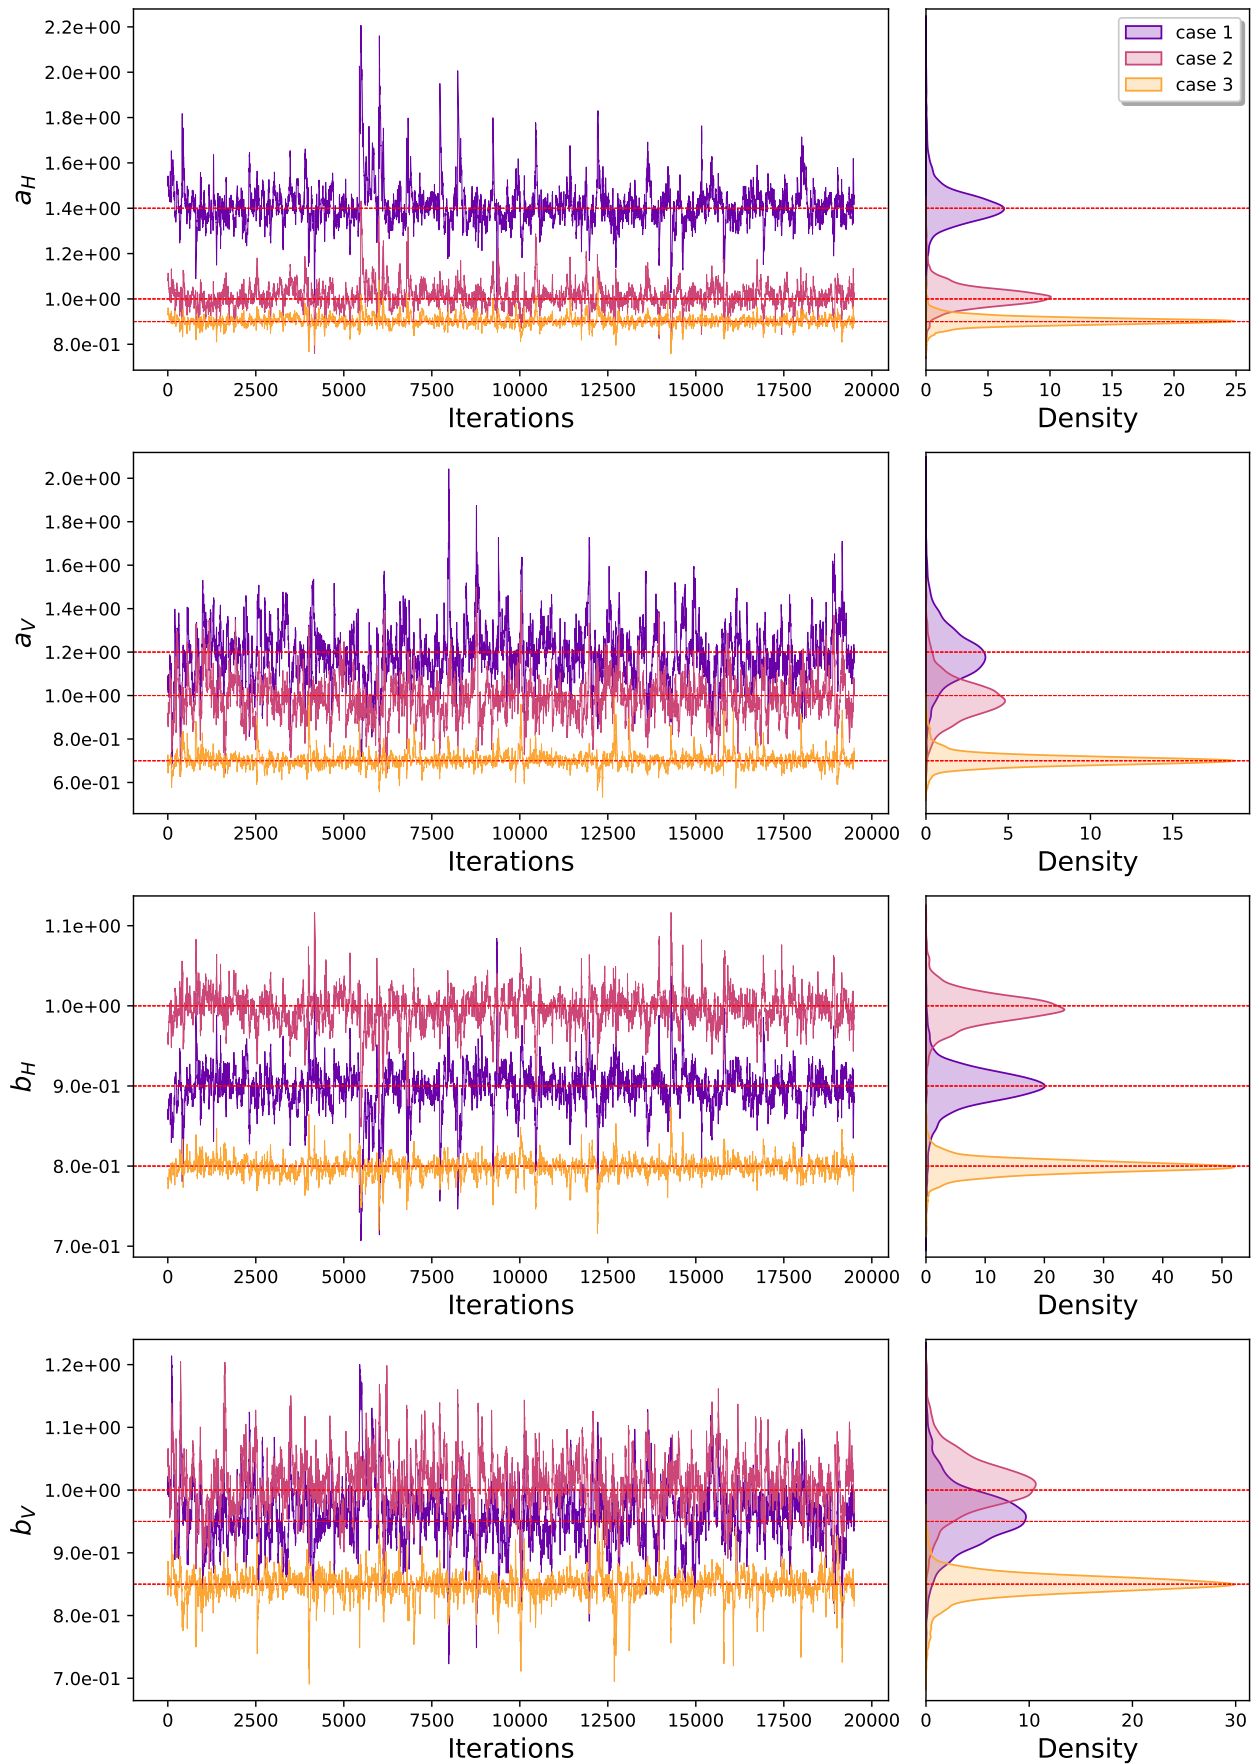 2.2e+00
2.0e+00
1.8e+00
1.6e+00
1.4e+00
1.2e+00
1.0e+00
8.0e-01
a_H
0 2500 5000 7500 10000 12500 15000 17500 20000
Iterations
case 1
case 2
case 3
0 5 10 15 20 25
Density
2.0e+00
1.8e+00
1.6e+00
1.4e+00
1.2e+00
1.0e+00
8.0e-01
6.0e-01
a_V
0 2500 5000 7500 10000 12500 15000 17500 20000
Iterations
0 5 10 15
Density
1.1e+00
1.0e+00
9.0e-01
8.0e-01
7.0e-01
b_H
0 2500 5000 7500 10000 12500 15000 17500 20000
Iterations
0 10 20 30 40 50
Density
1.2e+00
1.1e+00
1.0e+00
9.0e-01
8.0e-01
7.0e-01
b_V
0 2500 5000 7500 10000 12500 15000 17500 20000
Iterations
0 10 20 30
Density